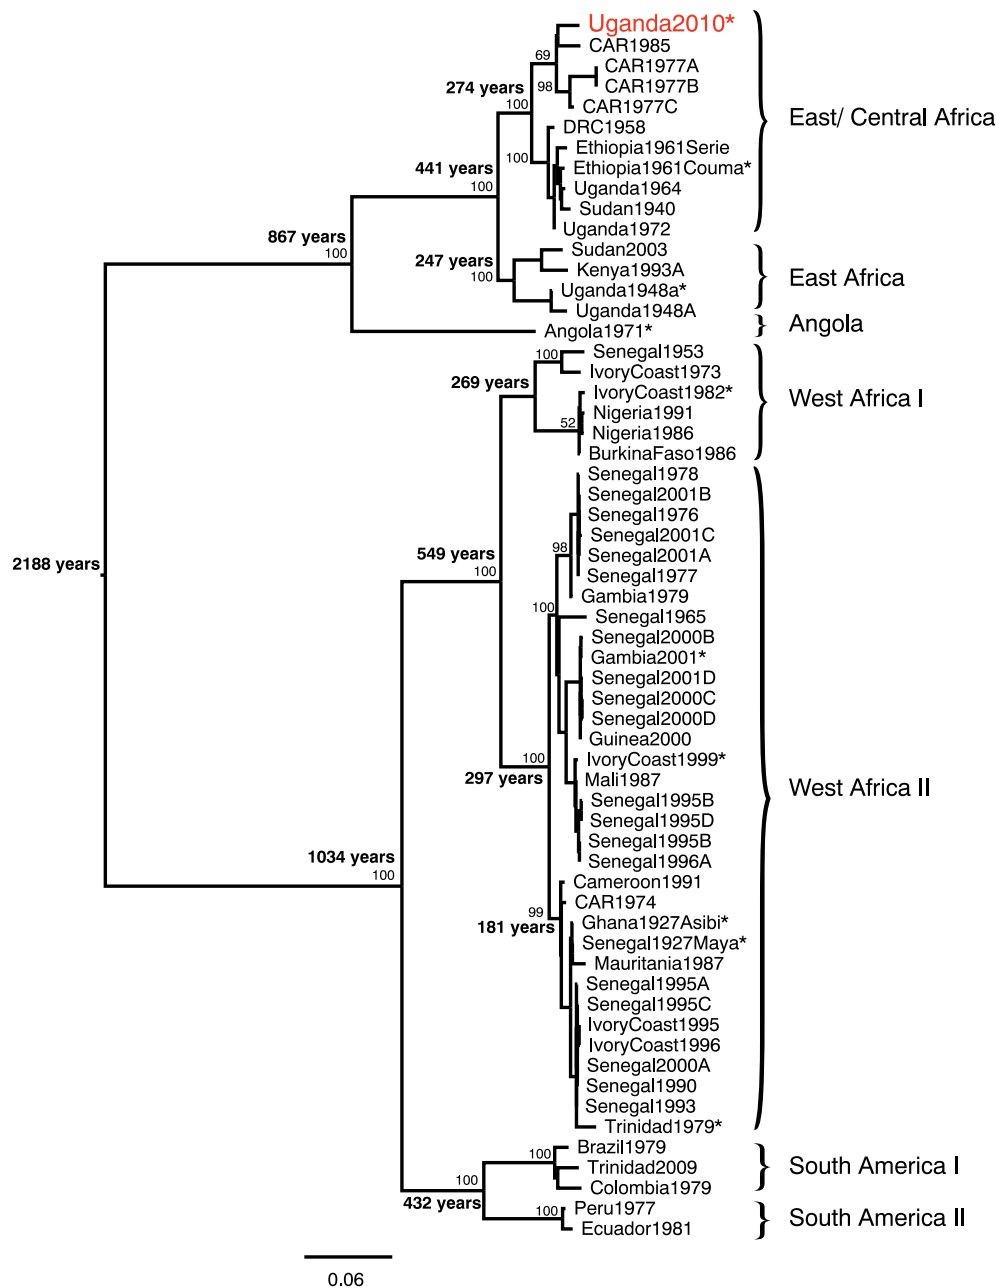 Uganda2010*
CAR1985
69
CAR1977A
274 years
98
CAR1977B
100
CAR1977C
East/ Central Africa
DRC1958
Ethiopia1961Serie
100
441 years
Ethiopia1961Couma*
100
Uganda1964
Sudan1940
Uganda1972
867 years
Sudan2003
100
247 years
Kenya1993A
100
East Africa
Uganda1948a*
Uganda1948A
Angola1971*
Angola
100
Senegal1953
IvoryCoast1973
269 years
IvoryCoast1982*
West Africa I
Nigeria1991
52
Nigeria1986
BurkinaFaso1986
Senegal1978
Senegal2001B
Senegal1976
Senegal2001C
98
549 years
Senegal2001A
2188 years
100
Senegal1977
Gambia1979
100
Senegal1965
Senegal2000B
Gambia2001*
Senegal2001D
Senegal2000C
Senegal2000D
Guinea2000
100
IvoryCoast1999*
297 years
Mali1987
West Africa II
Senegal1995B
Senegal1995D
Senegal1995B
1034 years
Senegal1996A
100
Cameroon1991
CAR1974
99
Ghana1927Asibi*
181 years
Senegal1927Maya*
Mauritania1987
Senegal1995A
Senegal1995C
IvoryCoast1995
IvoryCoast1996
Senegal2000A
Senegal1990
Senegal1993
Trinidad1979*
Brazil1979
100
Trinidad2009
South America I
100
Colombia1979
432 years
Peru1977
100
South America II
Ecuador1981
0.06